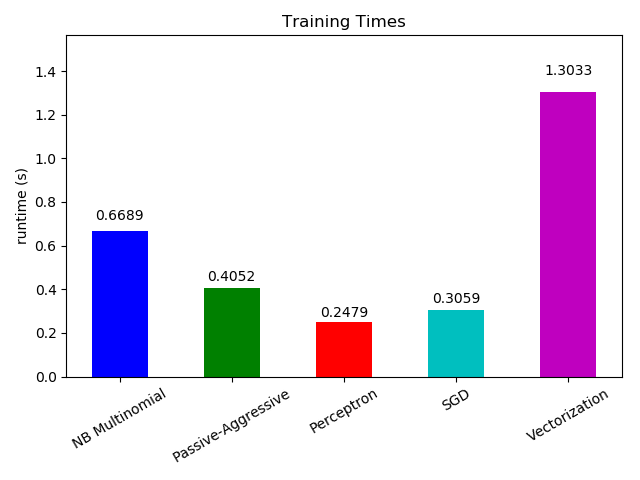 Training Times
runtime (s)
1.4
1.2
1.0
0.8
0.6
0.4
0.2
0.0
0.6689
0.4052
0.2479
0.3059
1.3033
NB Multinomial
Passive-Aggressive
Perceptron
SGD
Vectorization